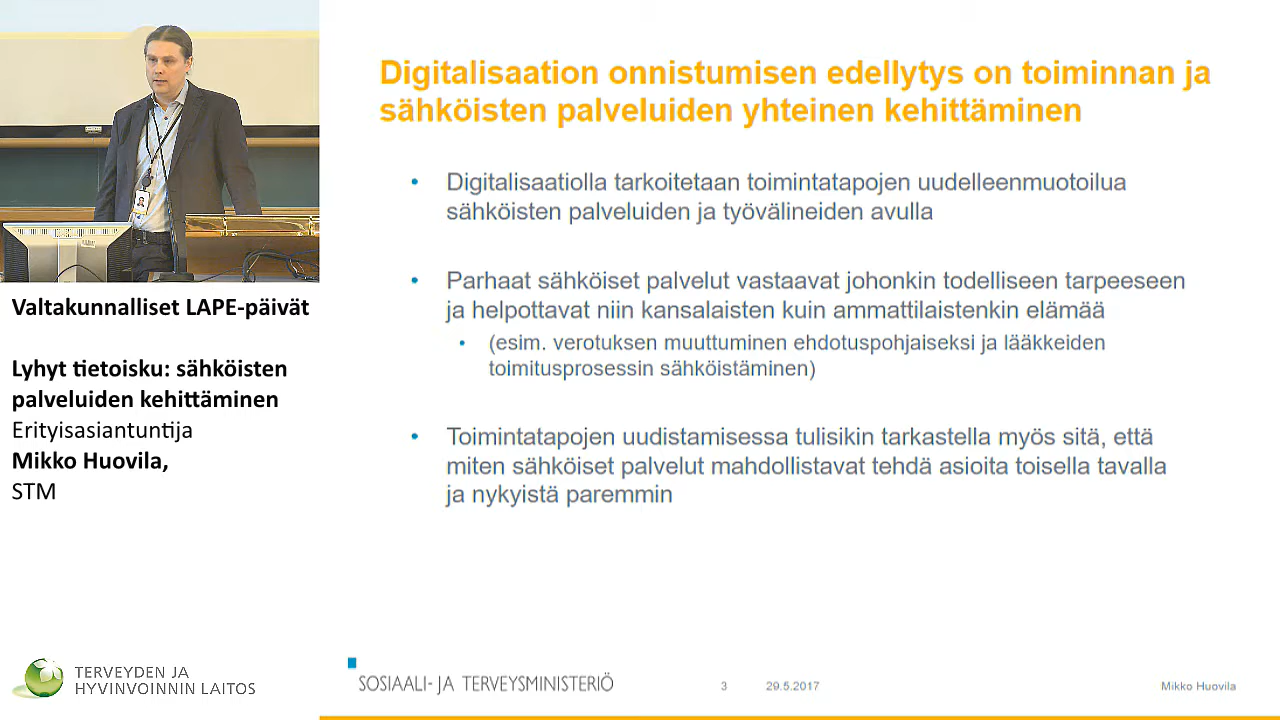 Digitalisaation onnistumisen edellytys on toiminnan ja
sähköisten palveluiden yhteinen kehittäminen
• Digitalisaatiolla tarkoitetaan toimintatapojen uudelleenmuotoilua
sähköisten palveluiden ja työvälineiden avulla
• Parhaat sähköiset palvelut vastaavat johonkin todelliseen tarpeeseen
ja helpottavat niin kansalaisten kuin ammattilaistenkin elämää
• (esim. verotuksen muuttuminen ehdotuspohjaiseksi ja lääkkeiden
toimitusprosessin sähköistäminen)
• Toimintatapojen uudistamisessa tulisikin tarkastella myös sitä, että
miten sähköiset palvelut mahdollistavat tehdä asioita toisella tavalla
ja nykyistä paremmin
Valtakunnalliset LAPE-päivät
Lyhyt tietoisku: sähköisten
palveluiden kehittäminen
Erityisasiantuntija
Mikko Huovila,
STM
TERVEYDEN JA
HYVINVOINNIN LAITOS
SOSIAALI- JA TERVEYSMINISTERIÖ
3
29.5.2017
Mikko Huovila